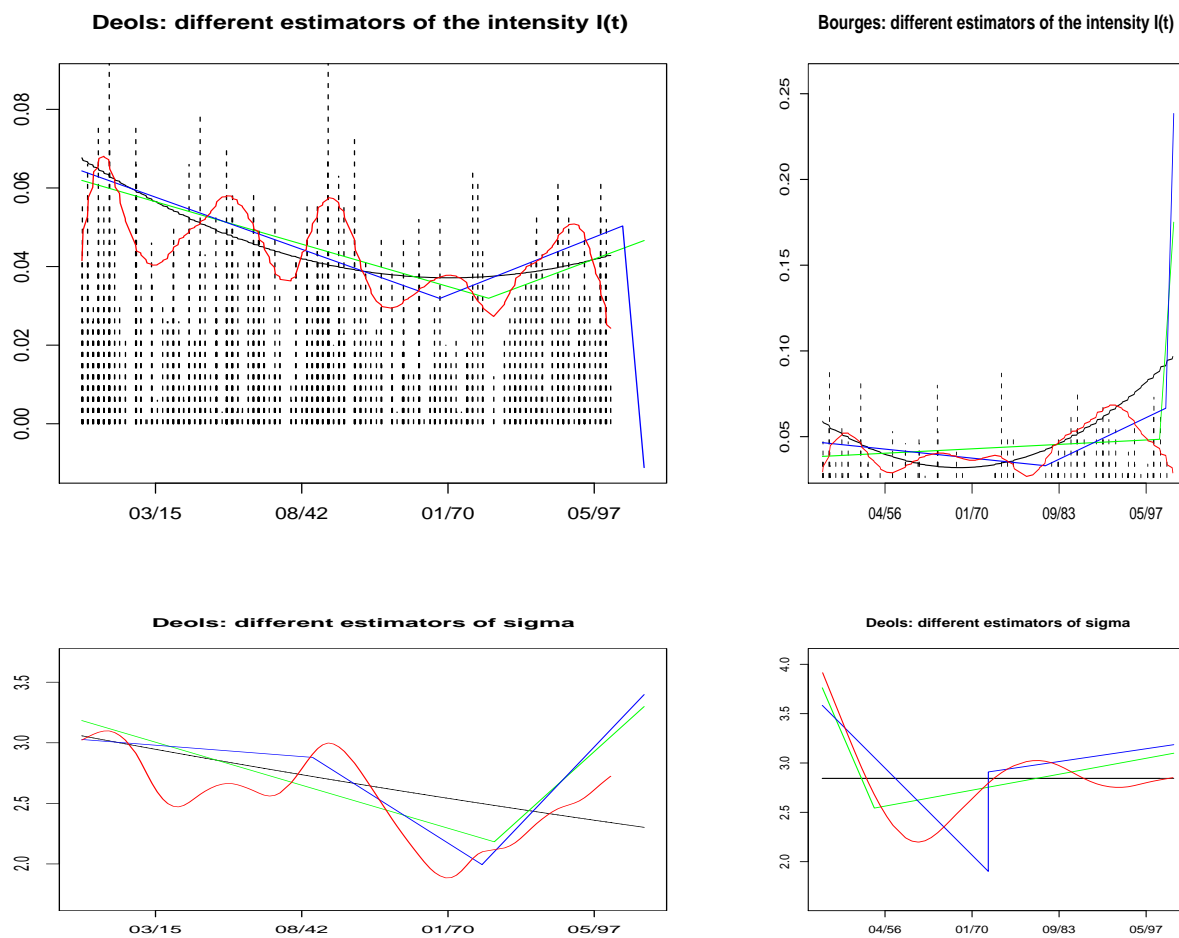 Deols: different estimators of the intensity I(t)
0.08
0.06
0.04
0.02
0.00
03/15 08/42 01/70 05/97
Bourges: different estimators of the intensity I(t)
0.25
0.20
0.15
0.10
0.05
04/56 01/70 09/83 05/97
Deols: different estimators of sigma
3.5
3.0
2.5
2.0
03/15 08/42 01/70 05/97
Deols: different estimators of sigma
4.0
3.5
3.0
2.5
2.0
04/56 01/70 09/83 05/97